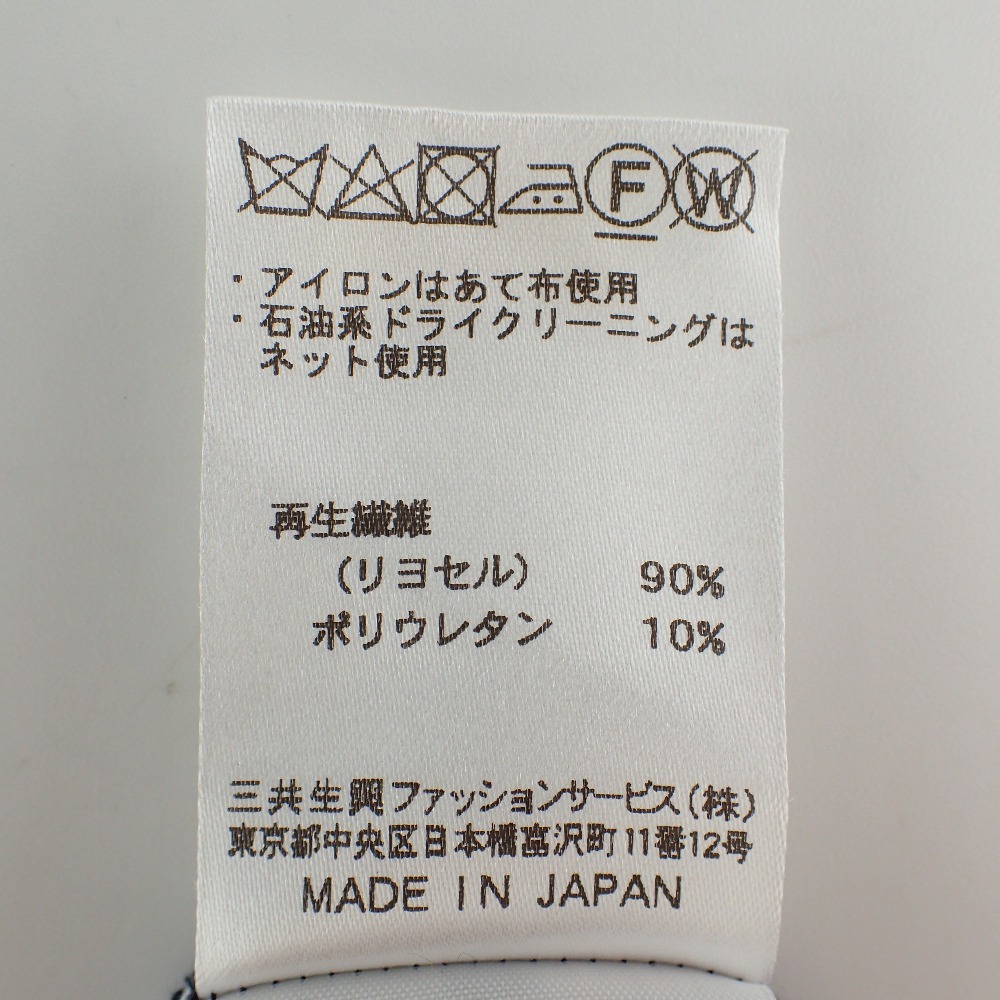 F W
・アイロンはあて布使用
・石油系ドライクリーニングは
ネット使用
再生繊維
(リヨセル) 90%
ポリウレタン 10%
三共生興ファッションサービス(株)
東京都中央区日本橋富沢町11番12号
MADE IN JAPAN